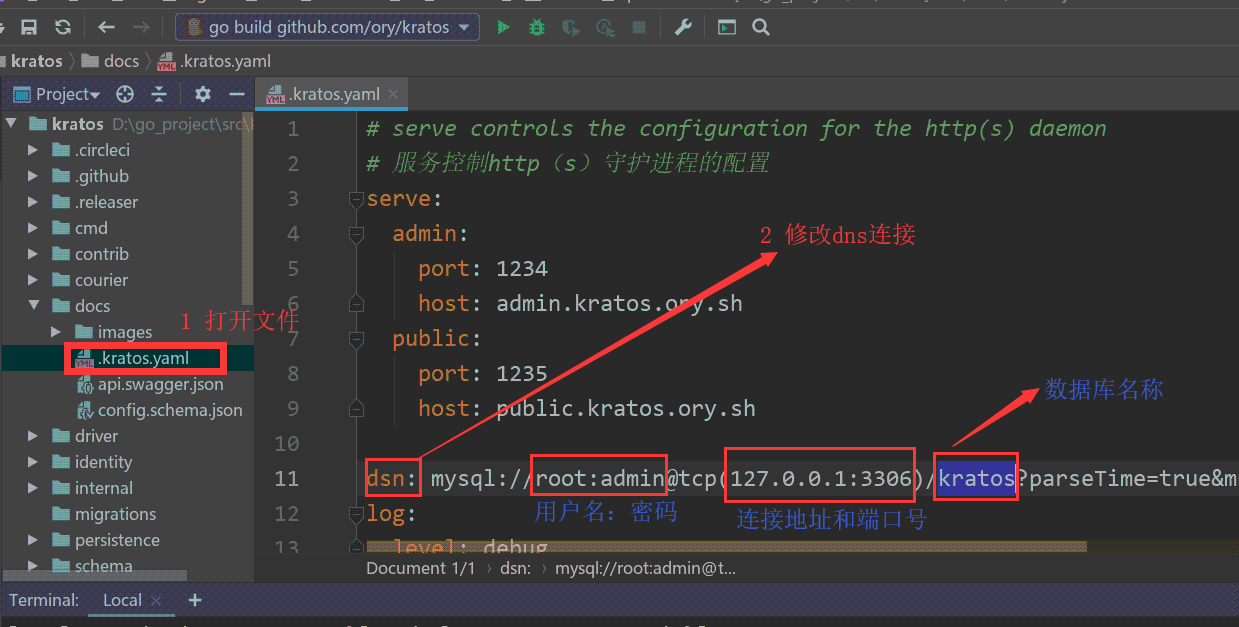 go build github.com/ory/kratos
kratos
docs
.kratos.yaml
Project
.kratos.yaml
kratos D:\go_project\src\
.circleci
.github
.releaser
cmd
contrib
courier
docs
images
.kratos.yaml
api.swagger.json
config.schema.json
driver
identity
internal
migrations
persistence
schema
1 打开文件
1 # serve controls the configuration for the http(s) daemon
2 # 服务控制http（s）守护进程的配置
3 serve:
4 admin:
5 port: 1234
6 host: admin.kratos.ory.sh
7 public:
8 port: 1235
9 host: public.kratos.ory.sh
10
11 dsn: mysql://root:admin@tcp(127.0.0.1:3306)/kratos?parseTime=true&m
12 log:
13 level: debug
2 修改dns连接
数据库名称
用户名：密码
连接地址和端口号
Document 1/1 › dsn: › mysql://root:admin@t...
Terminal: Local × +